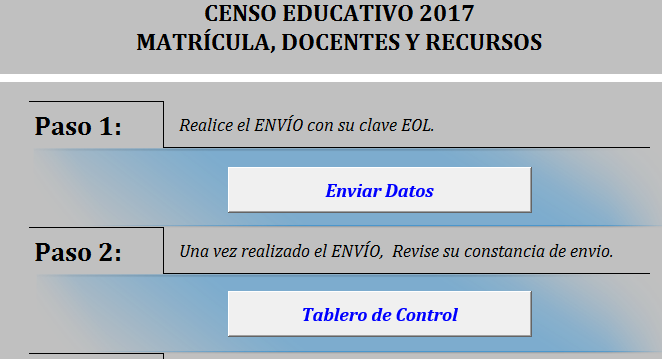 CENSO EDUCATIVO 2017
MATRÍCULA, DOCENTES Y RECURSOS
Paso 1:
Realice el ENVÍO con su clave EOL.
Enviar Datos
Paso 2:
Una vez realizado el ENVÍO, Revise su constancia de envio.
Tablero de Control